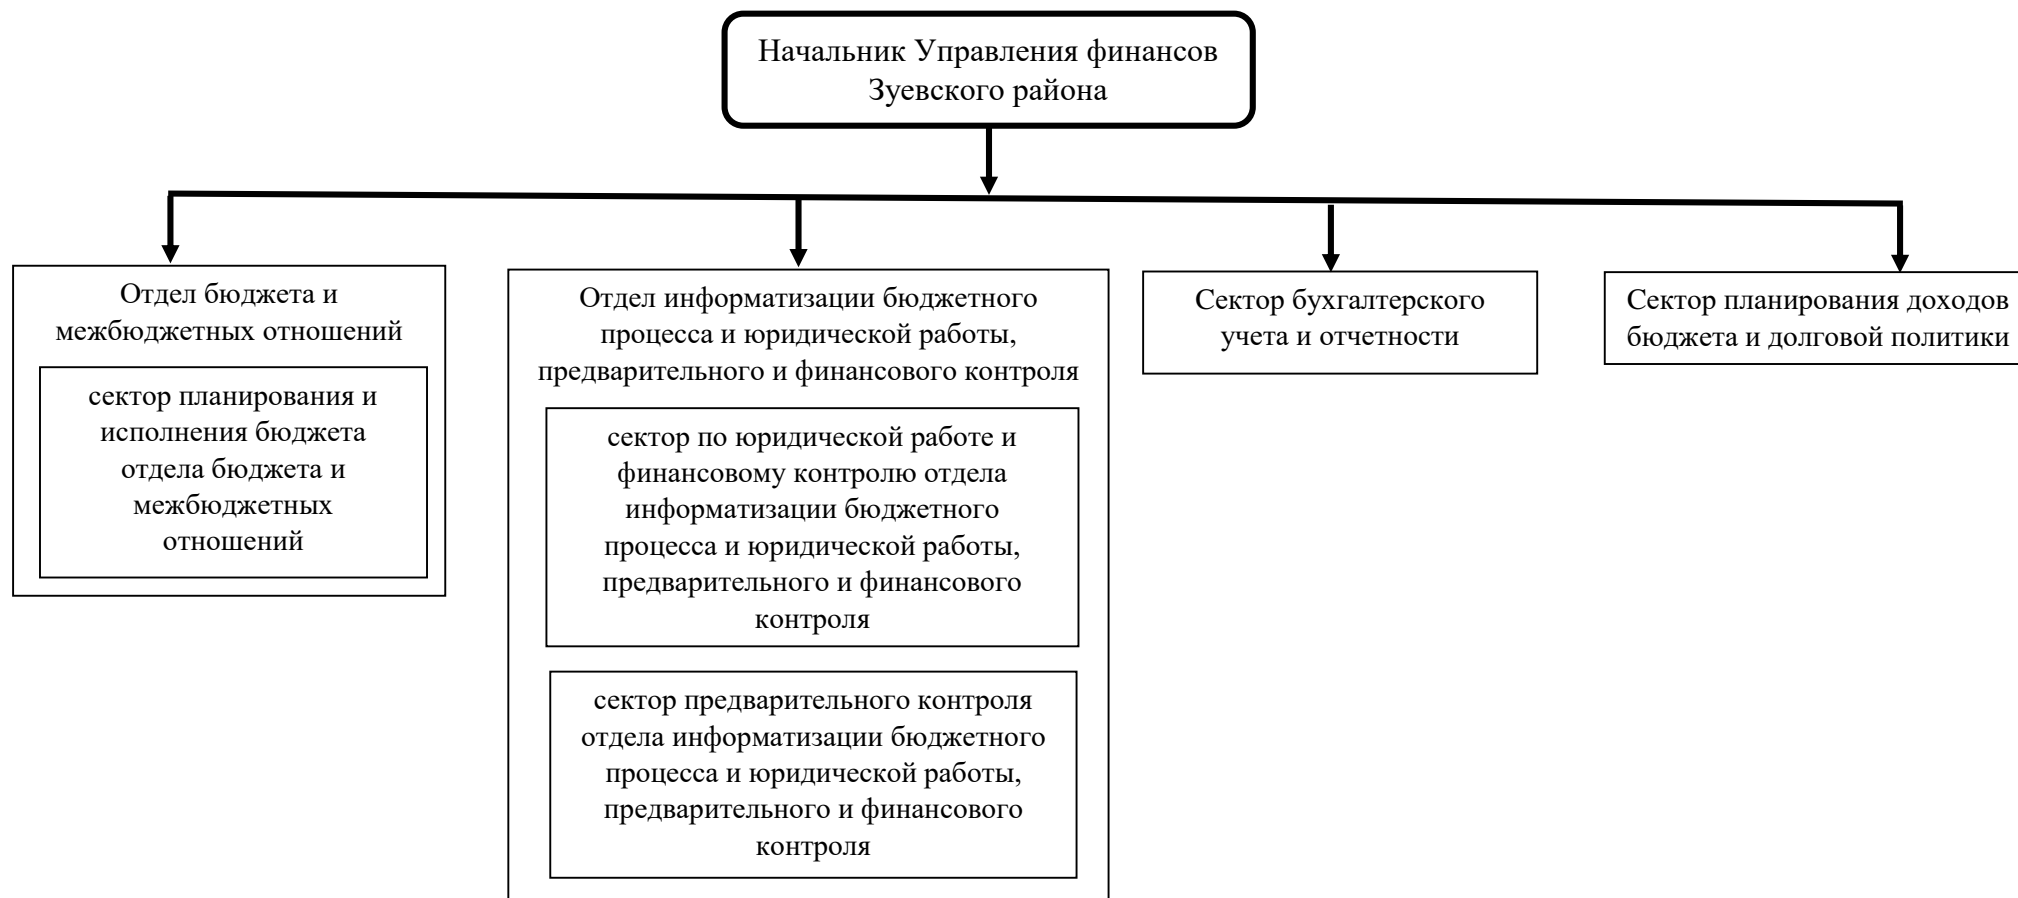 Начальник Управления финансов
Зуевского района
Отдел бюджета и
межбюджетных отношений
сектор планирования и
исполнения бюджета
отдела бюджета и
межбюджетных
отношений
Отдел информатизации бюджетного
процесса и юридической работы,
предварительного и финансового контроля
сектор по юридической работе и
финансовому контролю отдела
информатизации бюджетного
процесса и юридической работы,
предварительного и финансового
контроля
сектор предварительного контроля
отдела информатизации бюджетного
процесса и юридической работы,
предварительного и финансового
контроля
Сектор бухгалтерского
учета и отчетности
Сектор планирования доходов
бюджета и долговой политики